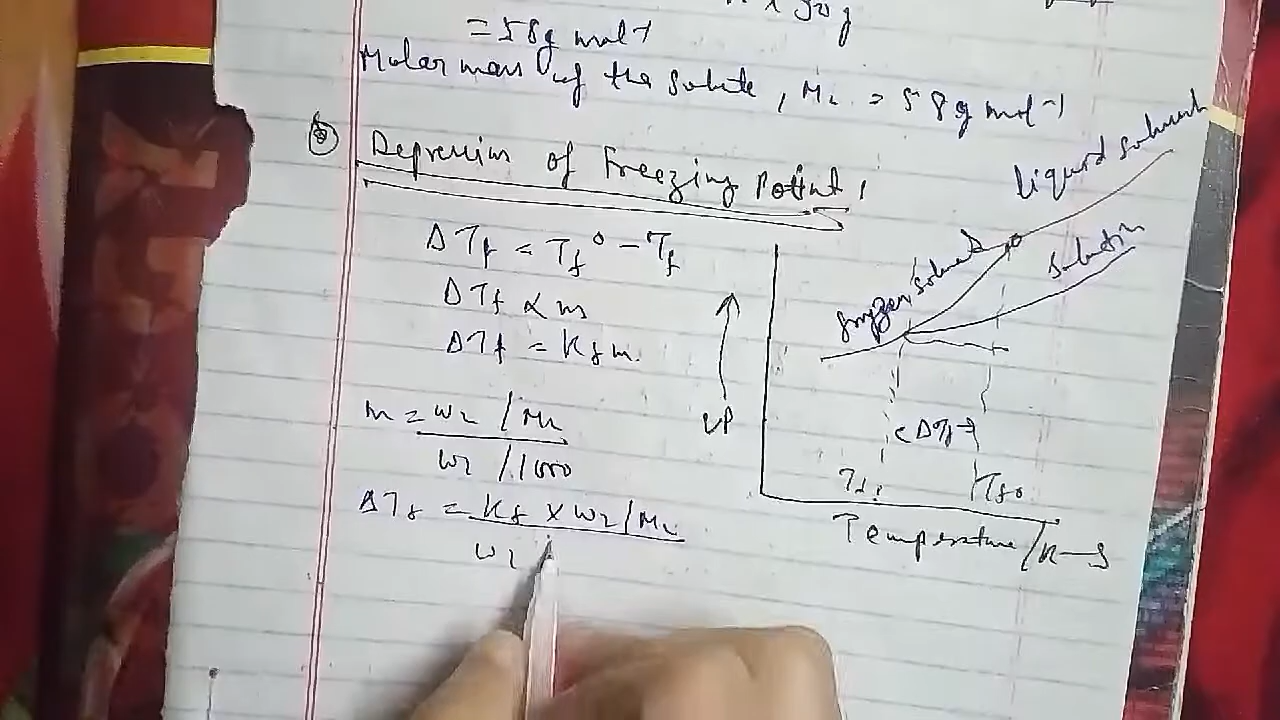 = 58g mol-1
Molar mass of the solute, M2 = 58 g mol-1
Depression of Freezing Potint,
ΔTf = Tf° - Tf
ΔTf α m
ΔTf = Kf m.
m = w2 / M2
w1 / 1000
ΔTf = Kf x w2 / M2
w1
liquid solvent
frozen solvent
solution
VP
<ΔTf→
Tf
Tf°
Temperature/K